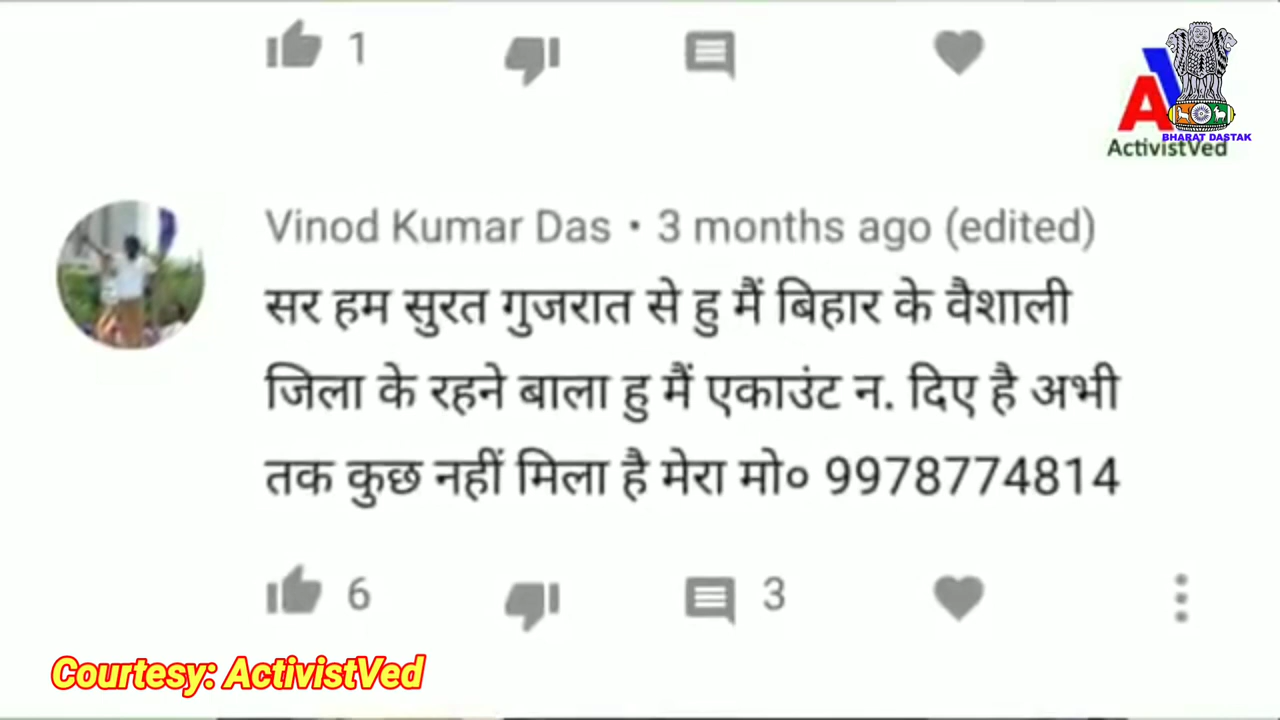 1
BHARAT DASTAK
ActivistVed
Vinod Kumar Das • 3 months ago (edited)
सर हम सुरत गुजरात से हु मैं बिहार के वैशाली
जिला के रहने बाला हु मैं एकाउंट न. दिए है अभी
तक कुछ नहीं मिला है मेरा मो० 9978774814
6 3
Courtesy: ActivistVed